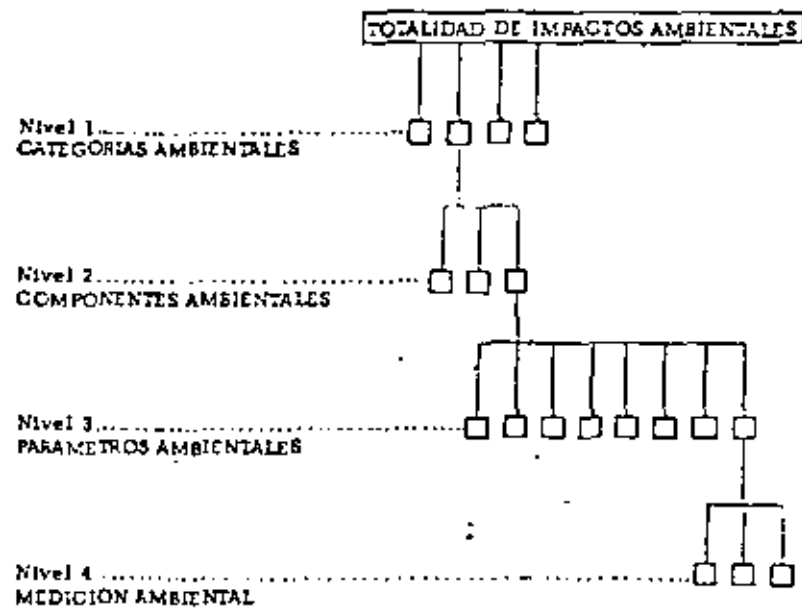 TOTALIDAD DE IMPACTOS AMBIENTALES
Nivel 1
CATEGORIAS AMBIENTALES
Nivel 2
COMPONENTES AMBIENTALES
Nivel 3
PARAMETROS AMBIENTALES
Nivel 4
MEDICION AMBIENTAL